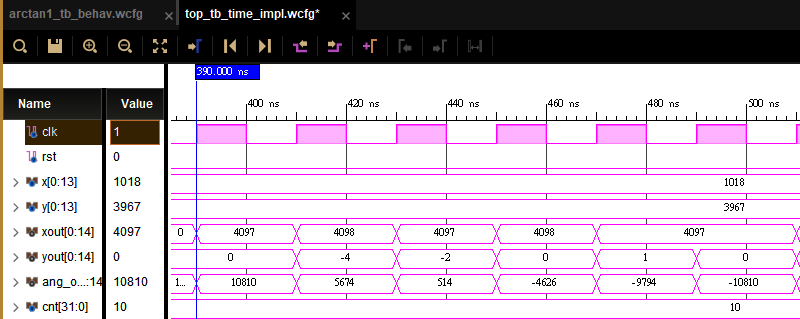 arctan1_tb_behav.wcfg × top_tb_time_impl.wcfg* ×
390.000 ns
Name Value 400 ns 420 ns 440 ns 460 ns 480 ns 500 ns
clk 1
rst 0
x[0:13] 1018 1018
y[0:13] 3967 3967
xout[0:14] 4097 0 4097 4098 4097 4098 4097
yout[0:14] 0 0 -4 -2 0 1 0
ang_o...:14 10810 1... 10810 5674 514 -4626 -9794 -10810
cnt[31:0] 10 10